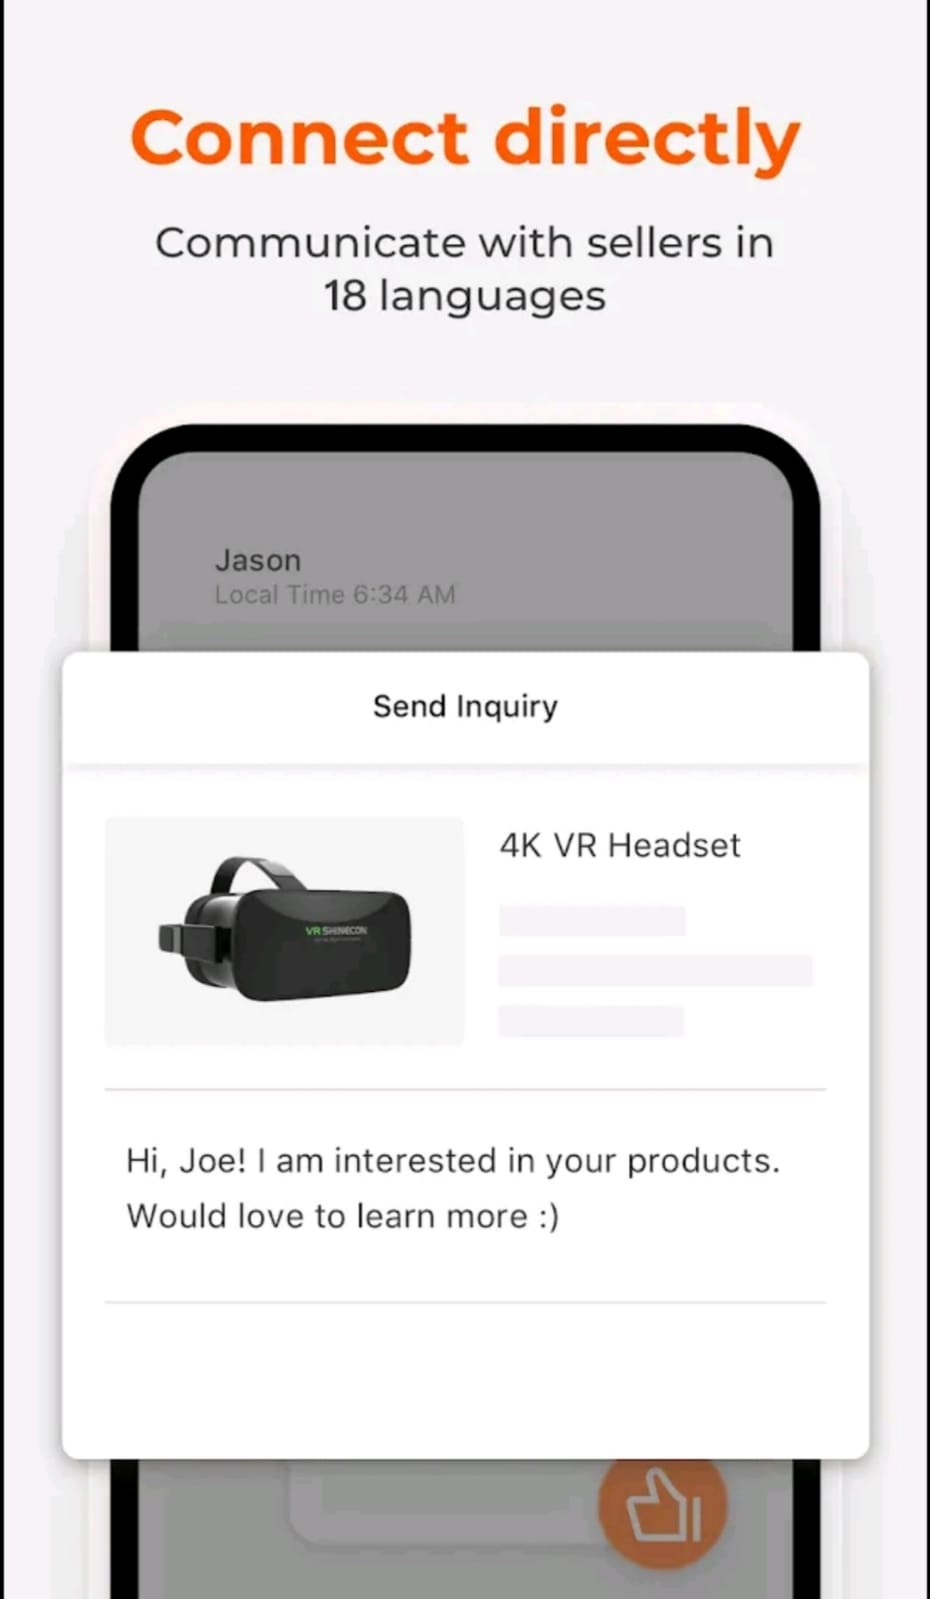 Connect directly
Communicate with sellers in
18 languages
Jason
Local Time 6:34 AM
Send Inquiry
4K VR Headset
VR SHINECON
Hi, Joe! I am interested in your products.
Would love to learn more :)